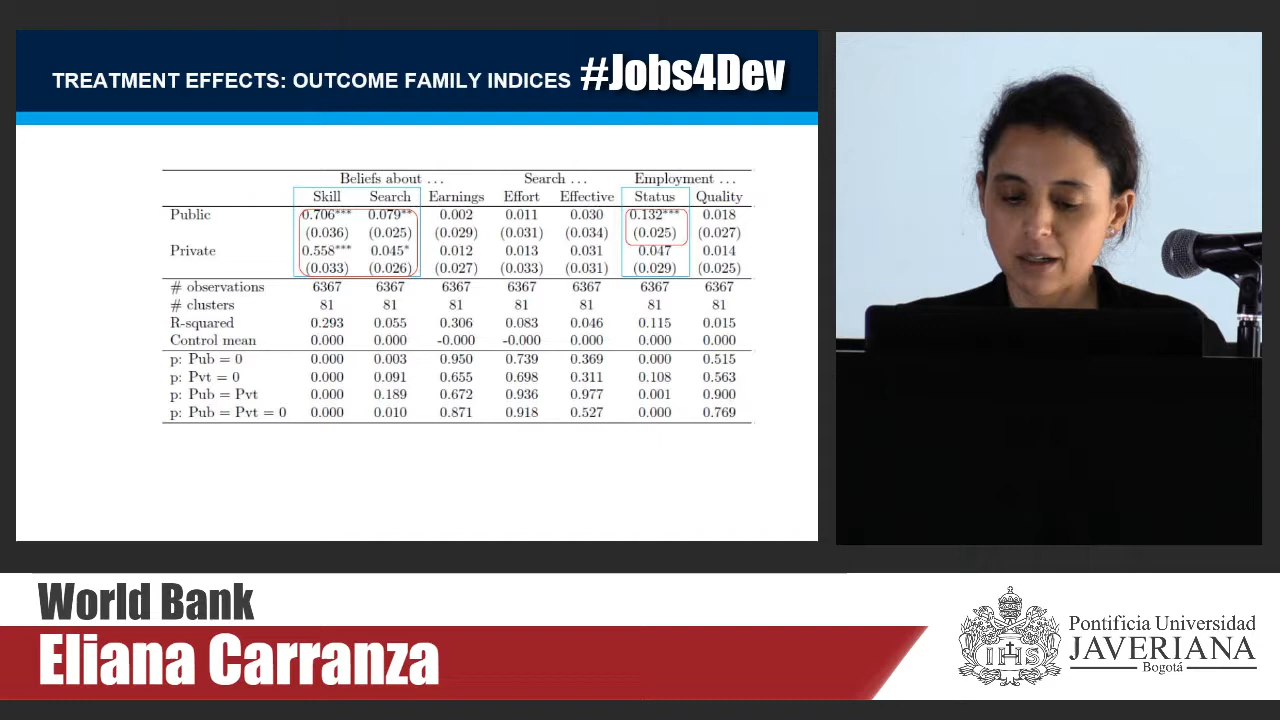 TREATMENT EFFECTS: OUTCOME FAMILY INDICES #Jobs4Dev
Beliefs about ... Search ... Employment ...
Skill Search Earnings Effort Effective Status Quality
Public 0.706*** 0.079** 0.002 0.011 0.030 0.132*** 0.018
(0.036) (0.025) (0.029) (0.031) (0.034) (0.025) (0.027)
Private 0.558*** 0.045* 0.012 0.013 0.031 0.047 0.014
(0.033) (0.026) (0.027) (0.033) (0.031) (0.029) (0.025)
# observations 6367 6367 6367 6367 6367 6367 6367
# clusters 81 81 81 81 81 81 81
R-squared 0.293 0.055 0.306 0.083 0.046 0.115 0.015
Control mean 0.000 0.000 -0.000 -0.000 0.000 0.000 0.000
p: Pub = 0 0.000 0.003 0.950 0.739 0.369 0.000 0.515
p: Pvt = 0 0.000 0.091 0.655 0.698 0.311 0.108 0.563
p: Pub = Pvt 0.000 0.189 0.672 0.936 0.977 0.001 0.900
p: Pub = Pvt = 0 0.000 0.010 0.871 0.918 0.527 0.000 0.769
World Bank
Eliana Carranza
IHS
Pontificia Universidad
JAVERIANA
Bogotá